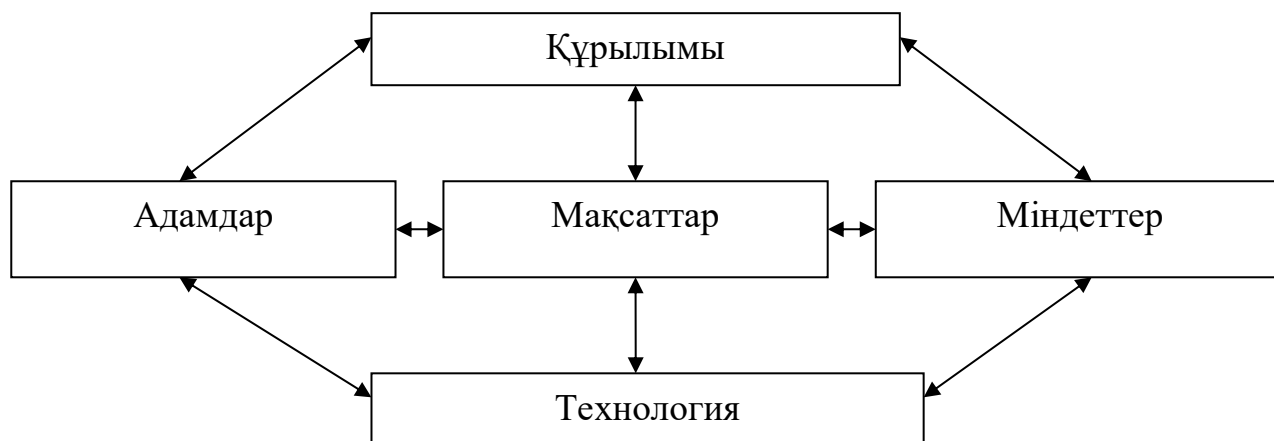 Құрылымы
Адамдар
Мақсаттар
Міндеттер
Технология